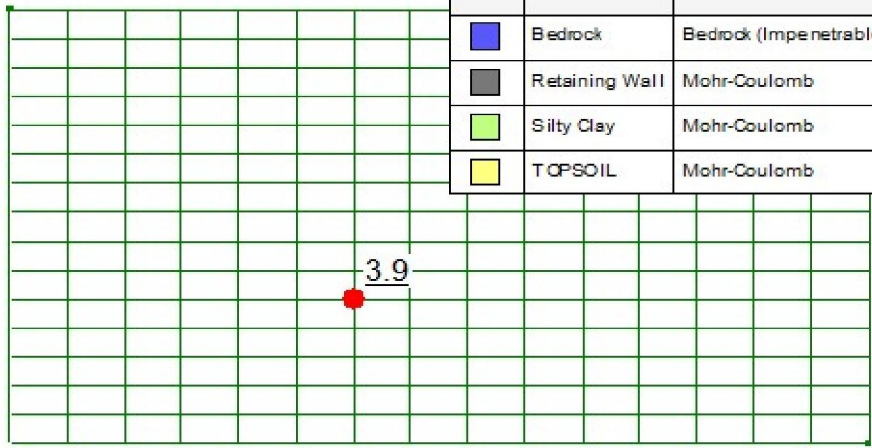 Bedrock Bedrock (Impenetrabl
Retaining Wall Mohr-Coulomb
Silty Clay Mohr-Coulomb
TOPSOIL Mohr-Coulomb
3.9